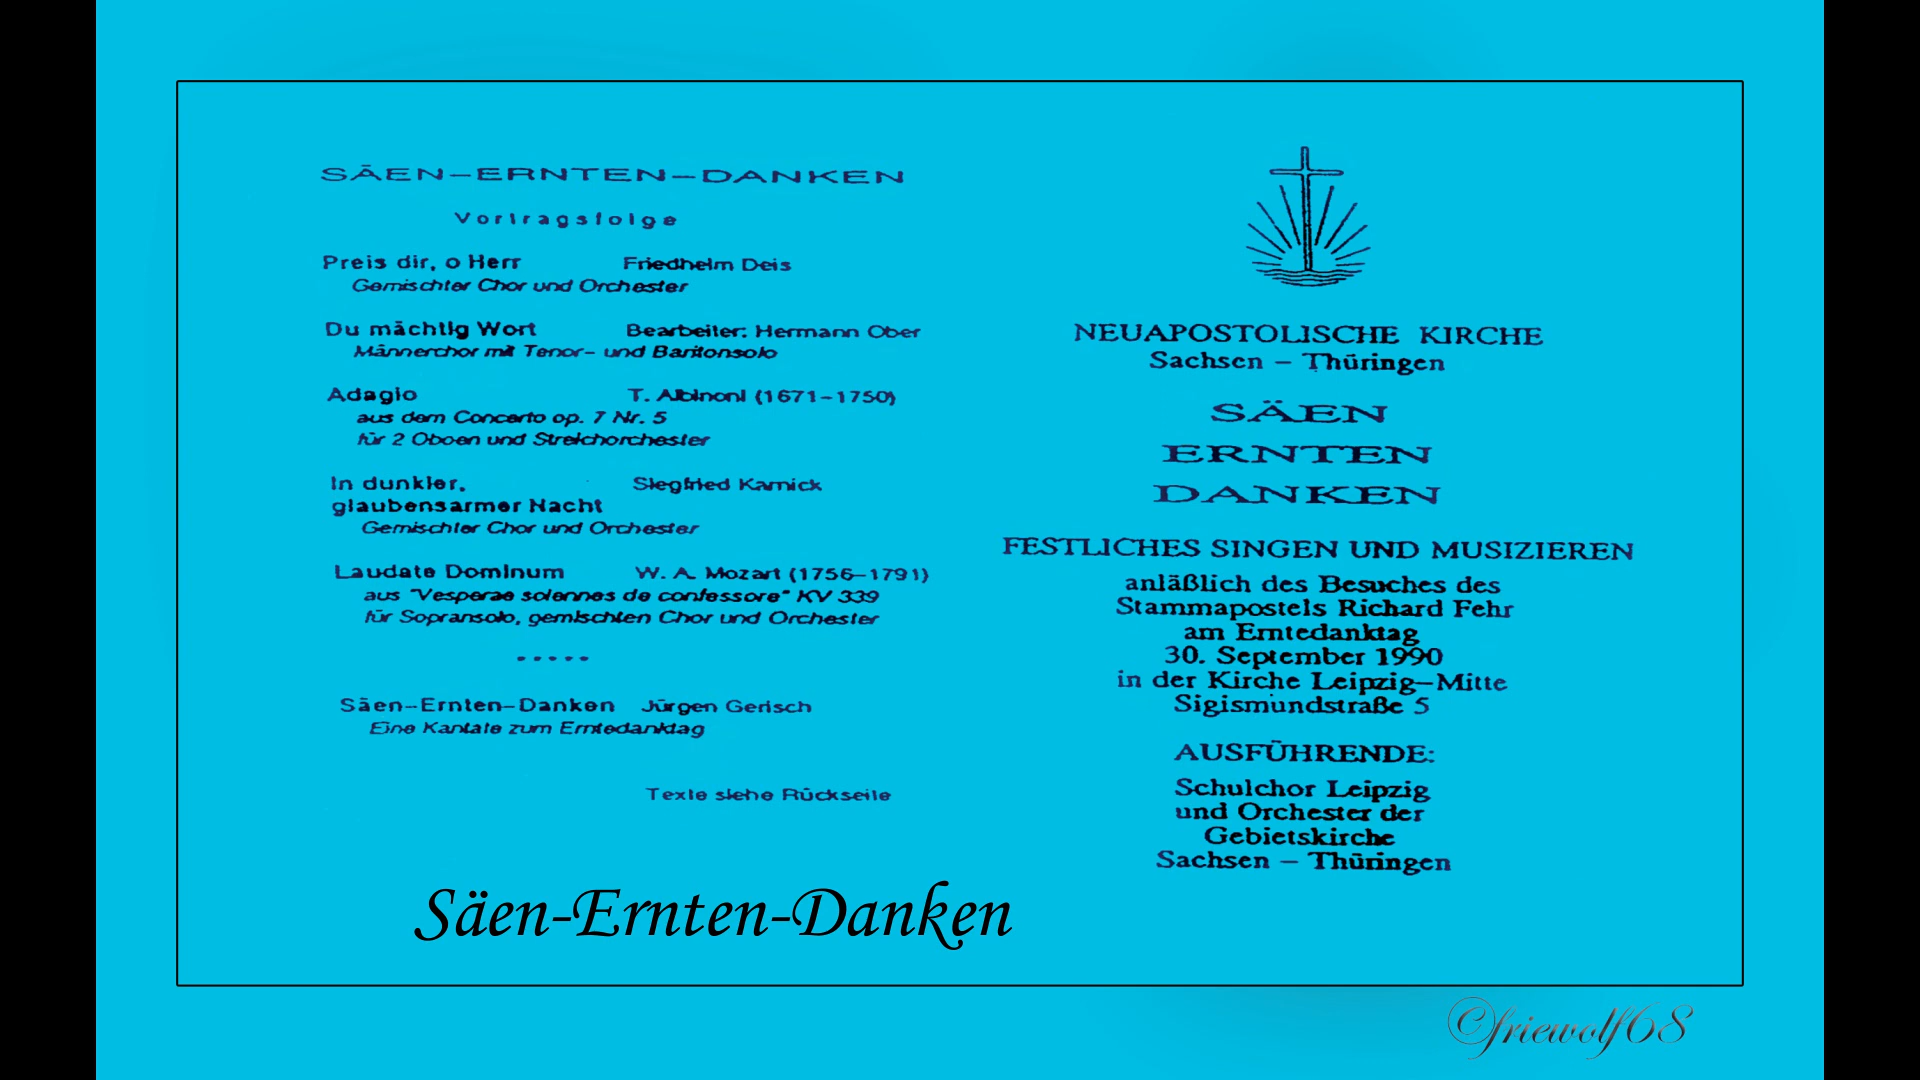 SÄEN-ERNTEN-DANKEN
Vortragsfolge
Preis dir, o Herr Friedhelm Deis
Gemischter Chor und Orchester
Du mächtig Wort Bearbeiter: Hermann Ober
Männerchor mit Tenor- und Baritonsolo
Adagio T. Albinoni (1671-1750)
aus dem Concerto op. 7 Nr. 5
für 2 Oboen und Streichorchester
In dunkler, Siegfried Karnick
glaubensarmer Nacht
Gemischter Chor und Orchester
Laudate Dominum W. A. Mozart (1756-1791)
aus "Vesperae solennes de confessore" KV 339
für Sopransolo, gemischten Chor und Orchester
*****
Säen-Ernten-Danken Jürgen Gerisch
Eine Kantate zum Erntedanktag
Texte siehe Rückseite
NEUAPOSTOLISCHE KIRCHE
Sachsen - Thüringen
SÄEN
ERNTEN
DANKEN
FESTLICHES SINGEN UND MUSIZIEREN
anläßlich des Besuches des
Stammapostels Richard Fehr
am Erntedanktag
30. September 1990
in der Kirche Leipzig-Mitte
Sigismundstraße 5
AUSFÜHRENDE:
Schulchor Leipzig
und Orchester der
Gebietskirche
Sachsen - Thüringen
Säen-Ernten-Danken
©friewolf68